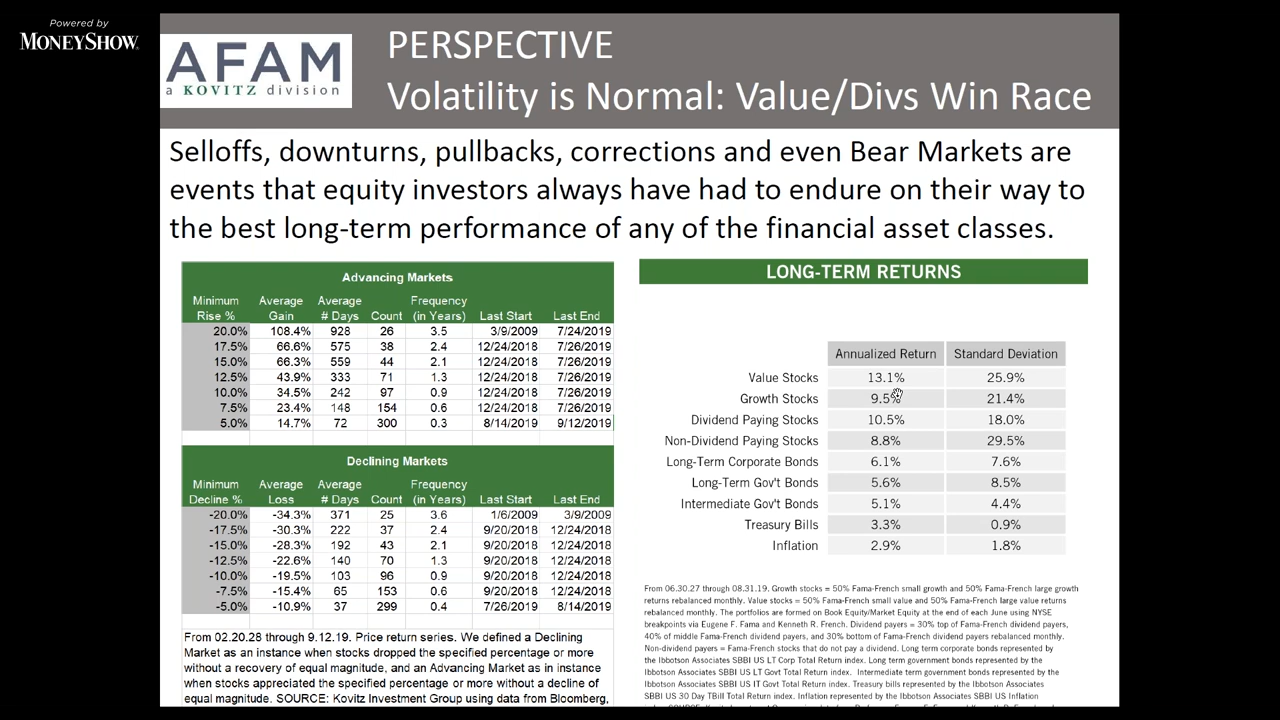 Powered by
MONEYSHOW
AFAM
a KOVITZ division
PERSPECTIVE
Volatility is Normal: Value/Divs Win Race
Selloffs, downturns, pullbacks, corrections and even Bear Markets are
events that equity investors always have had to endure on their way to
the best long-term performance of any of the financial asset classes.
Advancing Markets
Minimum Average Average Frequency
Rise % Gain # Days Count (in Years) Last Start Last End
20.0% 108.4% 928 26 3.5 3/9/2009 7/24/2019
17.5% 66.6% 575 38 2.4 12/24/2018 7/26/2019
15.0% 66.3% 559 44 2.1 12/24/2018 7/26/2019
12.5% 43.9% 333 71 1.3 12/24/2018 7/26/2019
10.0% 34.5% 242 97 0.9 12/24/2018 7/26/2019
7.5% 23.4% 148 154 0.6 12/24/2018 7/26/2019
5.0% 14.7% 72 300 0.3 8/14/2019 9/12/2019
Declining Markets
Minimum Average Average Frequency
Decline % Loss # Days Count (in Years) Last Start Last End
-20.0% -34.3% 371 25 3.6 1/6/2009 3/9/2009
-17.5% -30.3% 222 37 2.4 9/20/2018 12/24/2018
-15.0% -28.3% 192 43 2.1 9/20/2018 12/24/2018
-12.5% -22.6% 140 70 1.3 9/20/2018 12/24/2018
-10.0% -19.5% 103 96 0.9 9/20/2018 12/24/2018
-7.5% -15.4% 65 153 0.6 9/20/2018 12/24/2018
-5.0% -10.9% 37 299 0.4 7/26/2019 8/14/2019
From 02.20.28 through 9.12.19. Price return series. We defined a Declining
Market as an instance when stocks dropped the specified percentage or more
without a recovery of equal magnitude, and an Advancing Market as in instance
when stocks appreciated the specified percentage or more without a decline of
equal magnitude. SOURCE: Kovitz Investment Group using data from Bloomberg,
LONG-TERM RETURNS
Annualized Return Standard Deviation
Value Stocks 13.1% 25.9%
Growth Stocks 9.5% 21.4%
Dividend Paying Stocks 10.5% 18.0%
Non-Dividend Paying Stocks 8.8% 29.5%
Long-Term Corporate Bonds 6.1% 7.6%
Long-Term Gov't Bonds 5.6% 8.5%
Intermediate Gov't Bonds 5.1% 4.4%
Treasury Bills 3.3% 0.9%
Inflation 2.9% 1.8%
From 06.30.27 through 08.31.19. Growth stocks = 50% Fama-French small growth and 50% Fama-French large growth
returns rebalanced monthly. Value stocks = 50% Fama-French small value and 50% Fama-French large value returns
rebalanced monthly. The portfolios are formed on Book Equity/Market Equity at the end of each June using NYSE
breakpoints via Eugene F. Fama and Kenneth R. French. Dividend payers = 30% top of Fama-French dividend payers,
40% of middle Fama-French dividend payers, and 30% bottom of Fama-French dividend payers rebalanced monthly.
Non-dividend payers = Fama-French stocks that do not pay a dividend. Long term corporate bonds represented by
the Ibbotson Associates SBBI US LT Corp Total Return index. Long term government bonds represented by the
Ibbotson Associates SBBI US LT Govt Total Return index. Intermediate term government bonds represented by the
Ibbotson Associates SBBI US IT Govt Total Return index. Treasury bills represented by the Ibbotson Associates
SBBI US 30 Day TBill Total Return index. Inflation represented by the Ibbotson Associates SBBI US Inflation